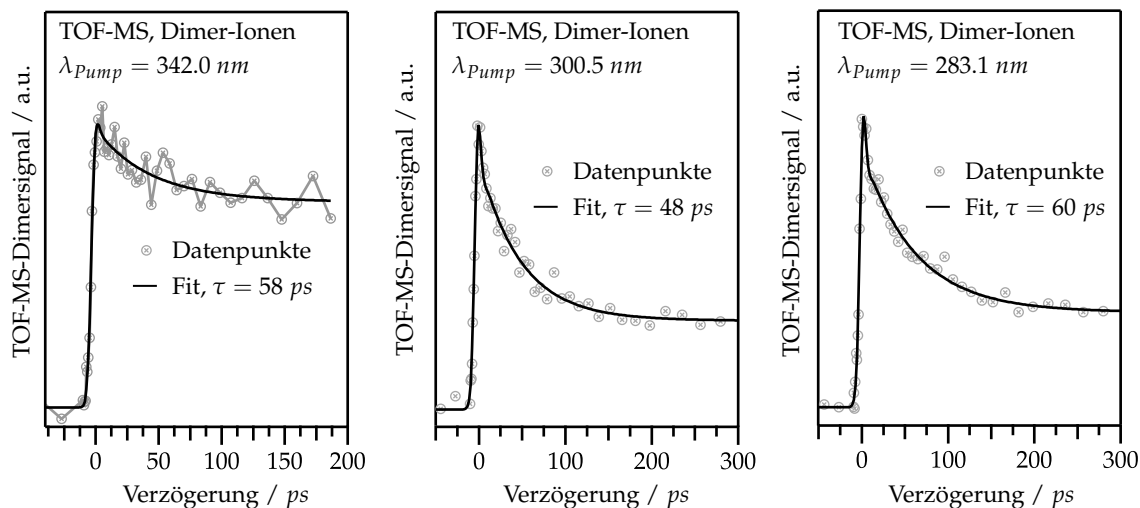 TOF-MS, Dimer-Ionen
λPump = 342.0 nm
TOF-MS-Dimersignal / a.u.
Datenpunkte
Fit, τ = 58 ps
0 50 100 150 200
Verzögerung / ps
TOF-MS, Dimer-Ionen
λPump = 300.5 nm
TOF-MS-Dimersignal / a.u.
Datenpunkte
Fit, τ = 48 ps
0 100 200 300
Verzögerung / ps
TOF-MS, Dimer-Ionen
λPump = 283.1 nm
TOF-MS-Dimersignal / a.u.
Datenpunkte
Fit, τ = 60 ps
0 100 200 300
Verzögerung / ps